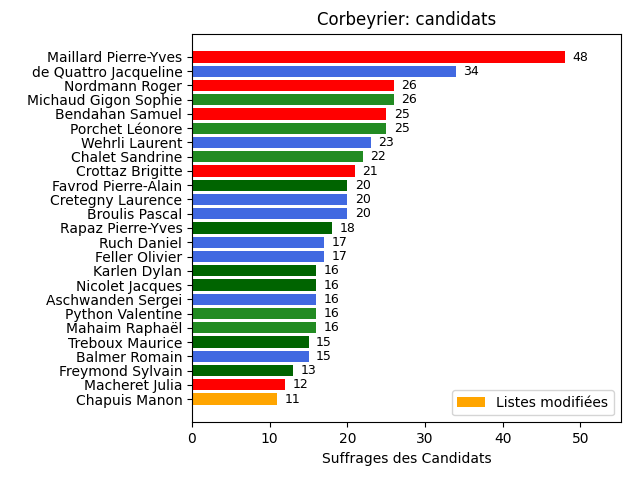 Corbeyrier: candidats
Maillard Pierre-Yves 48
de Quattro Jacqueline 34
Nordmann Roger 26
Michaud Gigon Sophie 26
Bendahan Samuel 25
Porchet Léonore 25
Wehrli Laurent 23
Chalet Sandrine 22
Crottaz Brigitte 21
Favrod Pierre-Alain 20
Cretegny Laurence 20
Broulis Pascal 20
Rapaz Pierre-Yves 18
Ruch Daniel 17
Feller Olivier 17
Karlen Dylan 16
Nicolet Jacques 16
Aschwanden Sergei 16
Python Valentine 16
Mahaim Raphaël 16
Treboux Maurice 15
Balmer Romain 15
Freymond Sylvain 13
Macheret Julia 12
Chapuis Manon 11
Listes modifiées
0 10 20 30 40 50
Suffrages des Candidats